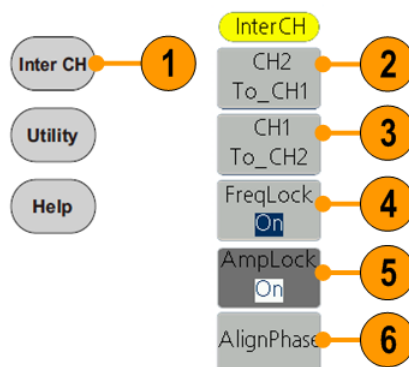 InterCH
Inter CH
1
CH2
To_CH1
2
CH1
To_CH2
3
Utility
FreqLock
On
4
Help
AmpLock
On
5
AlignPhase
6